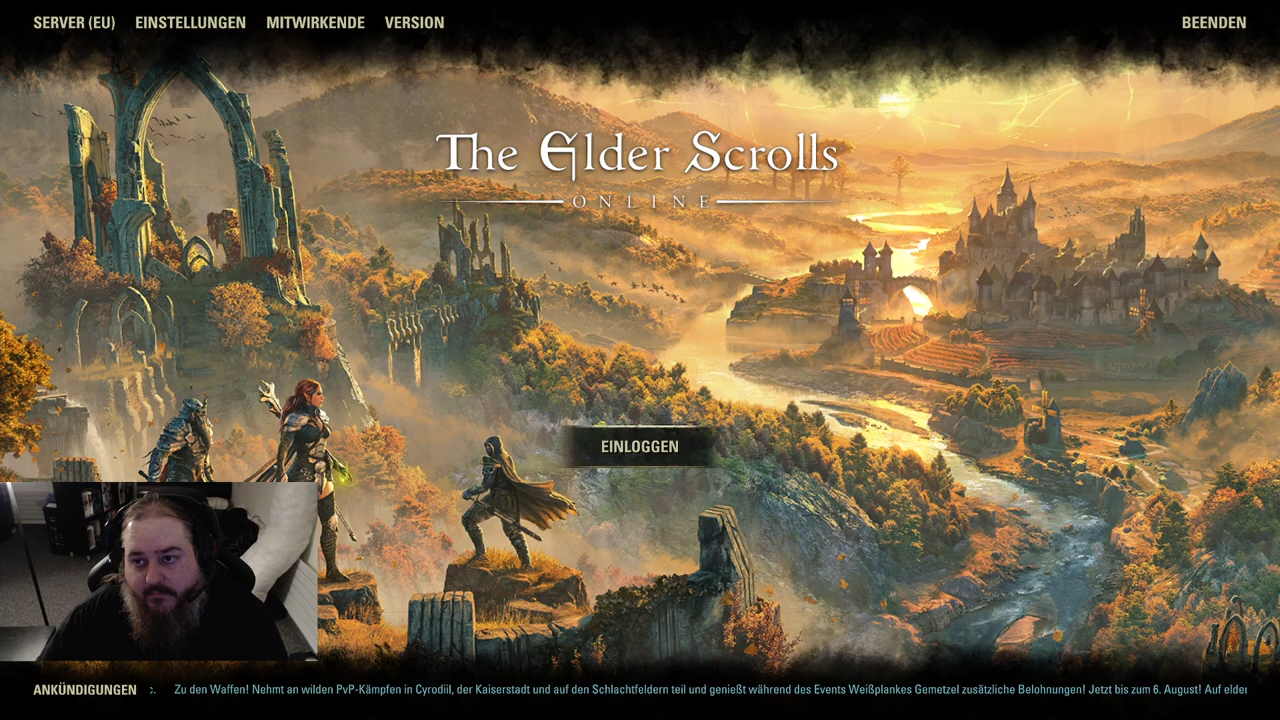 SERVER (EU) EINSTELLUNGEN MITWIRKENDE VERSION BEENDEN
The Elder Scrolls
ONLINE
EINLOGGEN
ANKÜNDIGUNGEN Zu den Waffen! Nehmt an wilden PvP-Kämpfen in Cyrodiil, der Kaiserstadt und auf den Schlachtfeldern teil und genießt während des Events Weißplankes Gemetzel zusätzliche Belohnungen! Jetzt bis zum 6. August! Auf